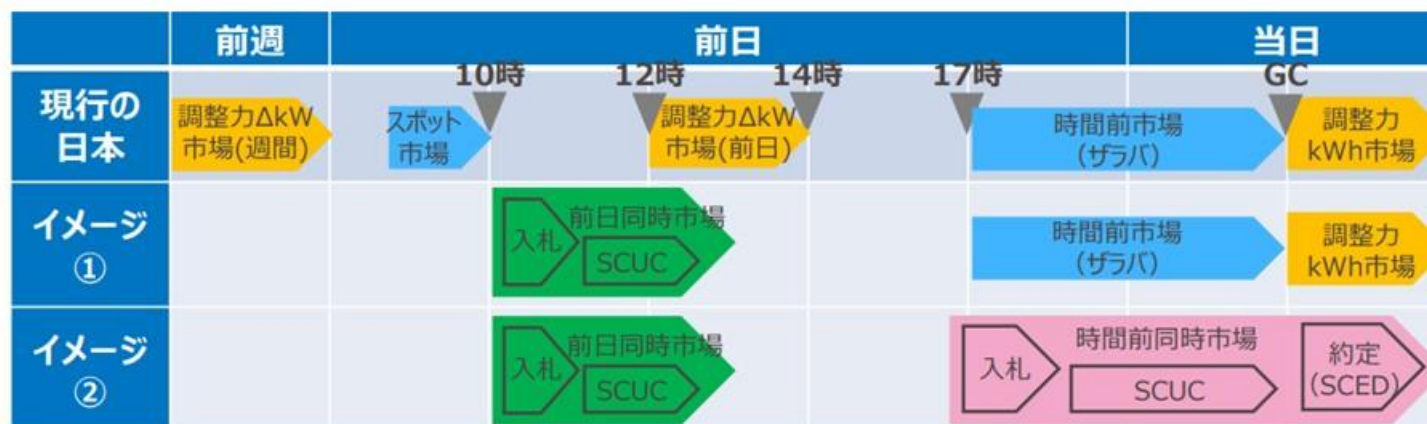 前週
前日
当日
10時
12時
14時
17時
GC
現行の
日本
調整力ΔkW
市場(週間)
スポット
市場
調整力ΔkW
市場(前日)
時間前市場
(ザラバ)
調整力
kWh市場
イメージ
①
入札
前日同時市場
SCUC
時間前市場
(ザラバ)
調整力
kWh市場
イメージ
②
入札
前日同時市場
SCUC
入札
時間前同時市場
SCUC
約定
(SCED)